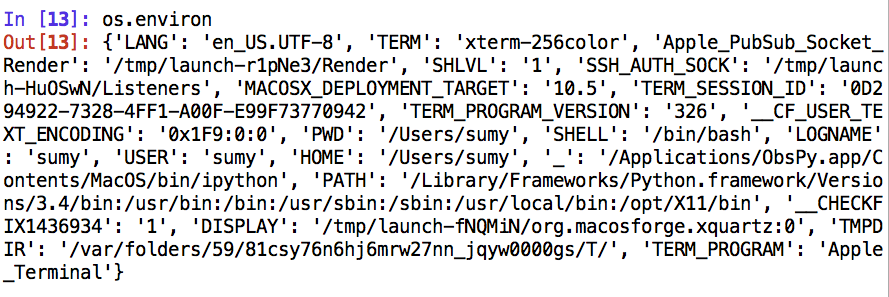 In [13]: os.environ
Out[13]: {'LANG': 'en_US.UTF-8', 'TERM': 'xterm-256color', 'Apple_PubSub_Socket_
Render': '/tmp/launch-r1pNe3/Render', 'SHLVL': '1', 'SSH_AUTH_SOCK': '/tmp/launc
h-HuOSwN/Listeners', 'MACOSX_DEPLOYMENT_TARGET': '10.5', 'TERM_SESSION_ID': '0D2
94922-7328-4FF1-A00F-E99F73770942', 'TERM_PROGRAM_VERSION': '326', '__CF_USER_TE
XT_ENCODING': '0x1F9:0:0', 'PWD': '/Users/sumy', 'SHELL': '/bin/bash', 'LOGNAME'
: 'sumy', 'USER': 'sumy', 'HOME': '/Users/sumy', '_': '/Applications/ObsPy.app/C
ontents/MacOS/bin/ipython', 'PATH': '/Library/Frameworks/Python.framework/Versio
ns/3.4/bin:/usr/bin:/bin:/usr/sbin:/sbin:/usr/local/bin:/opt/X11/bin', '__CHECKF
IX1436934': '1', 'DISPLAY': '/tmp/launch-fNQMiN/org.macosforge.xquartz:0', 'TMPD
IR': '/var/folders/59/81csy76n6hj6mrw27nn_jqyw0000gs/T/', 'TERM_PROGRAM': 'Apple
_Terminal'}